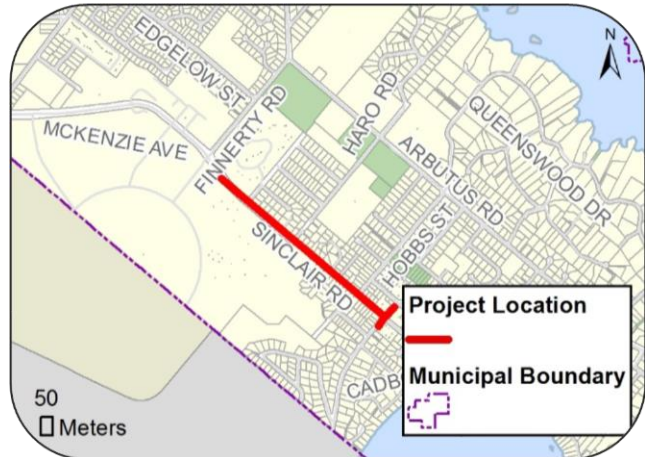 N
EDGELOW ST
FINNERTY RD
HARO RD
QUEENSWOOD DR
MCKENZIE AVE
ARBUTUS RD
SINCLAIR RD
HOBBS ST
CADB
Project Location
Municipal Boundary
50
Meters